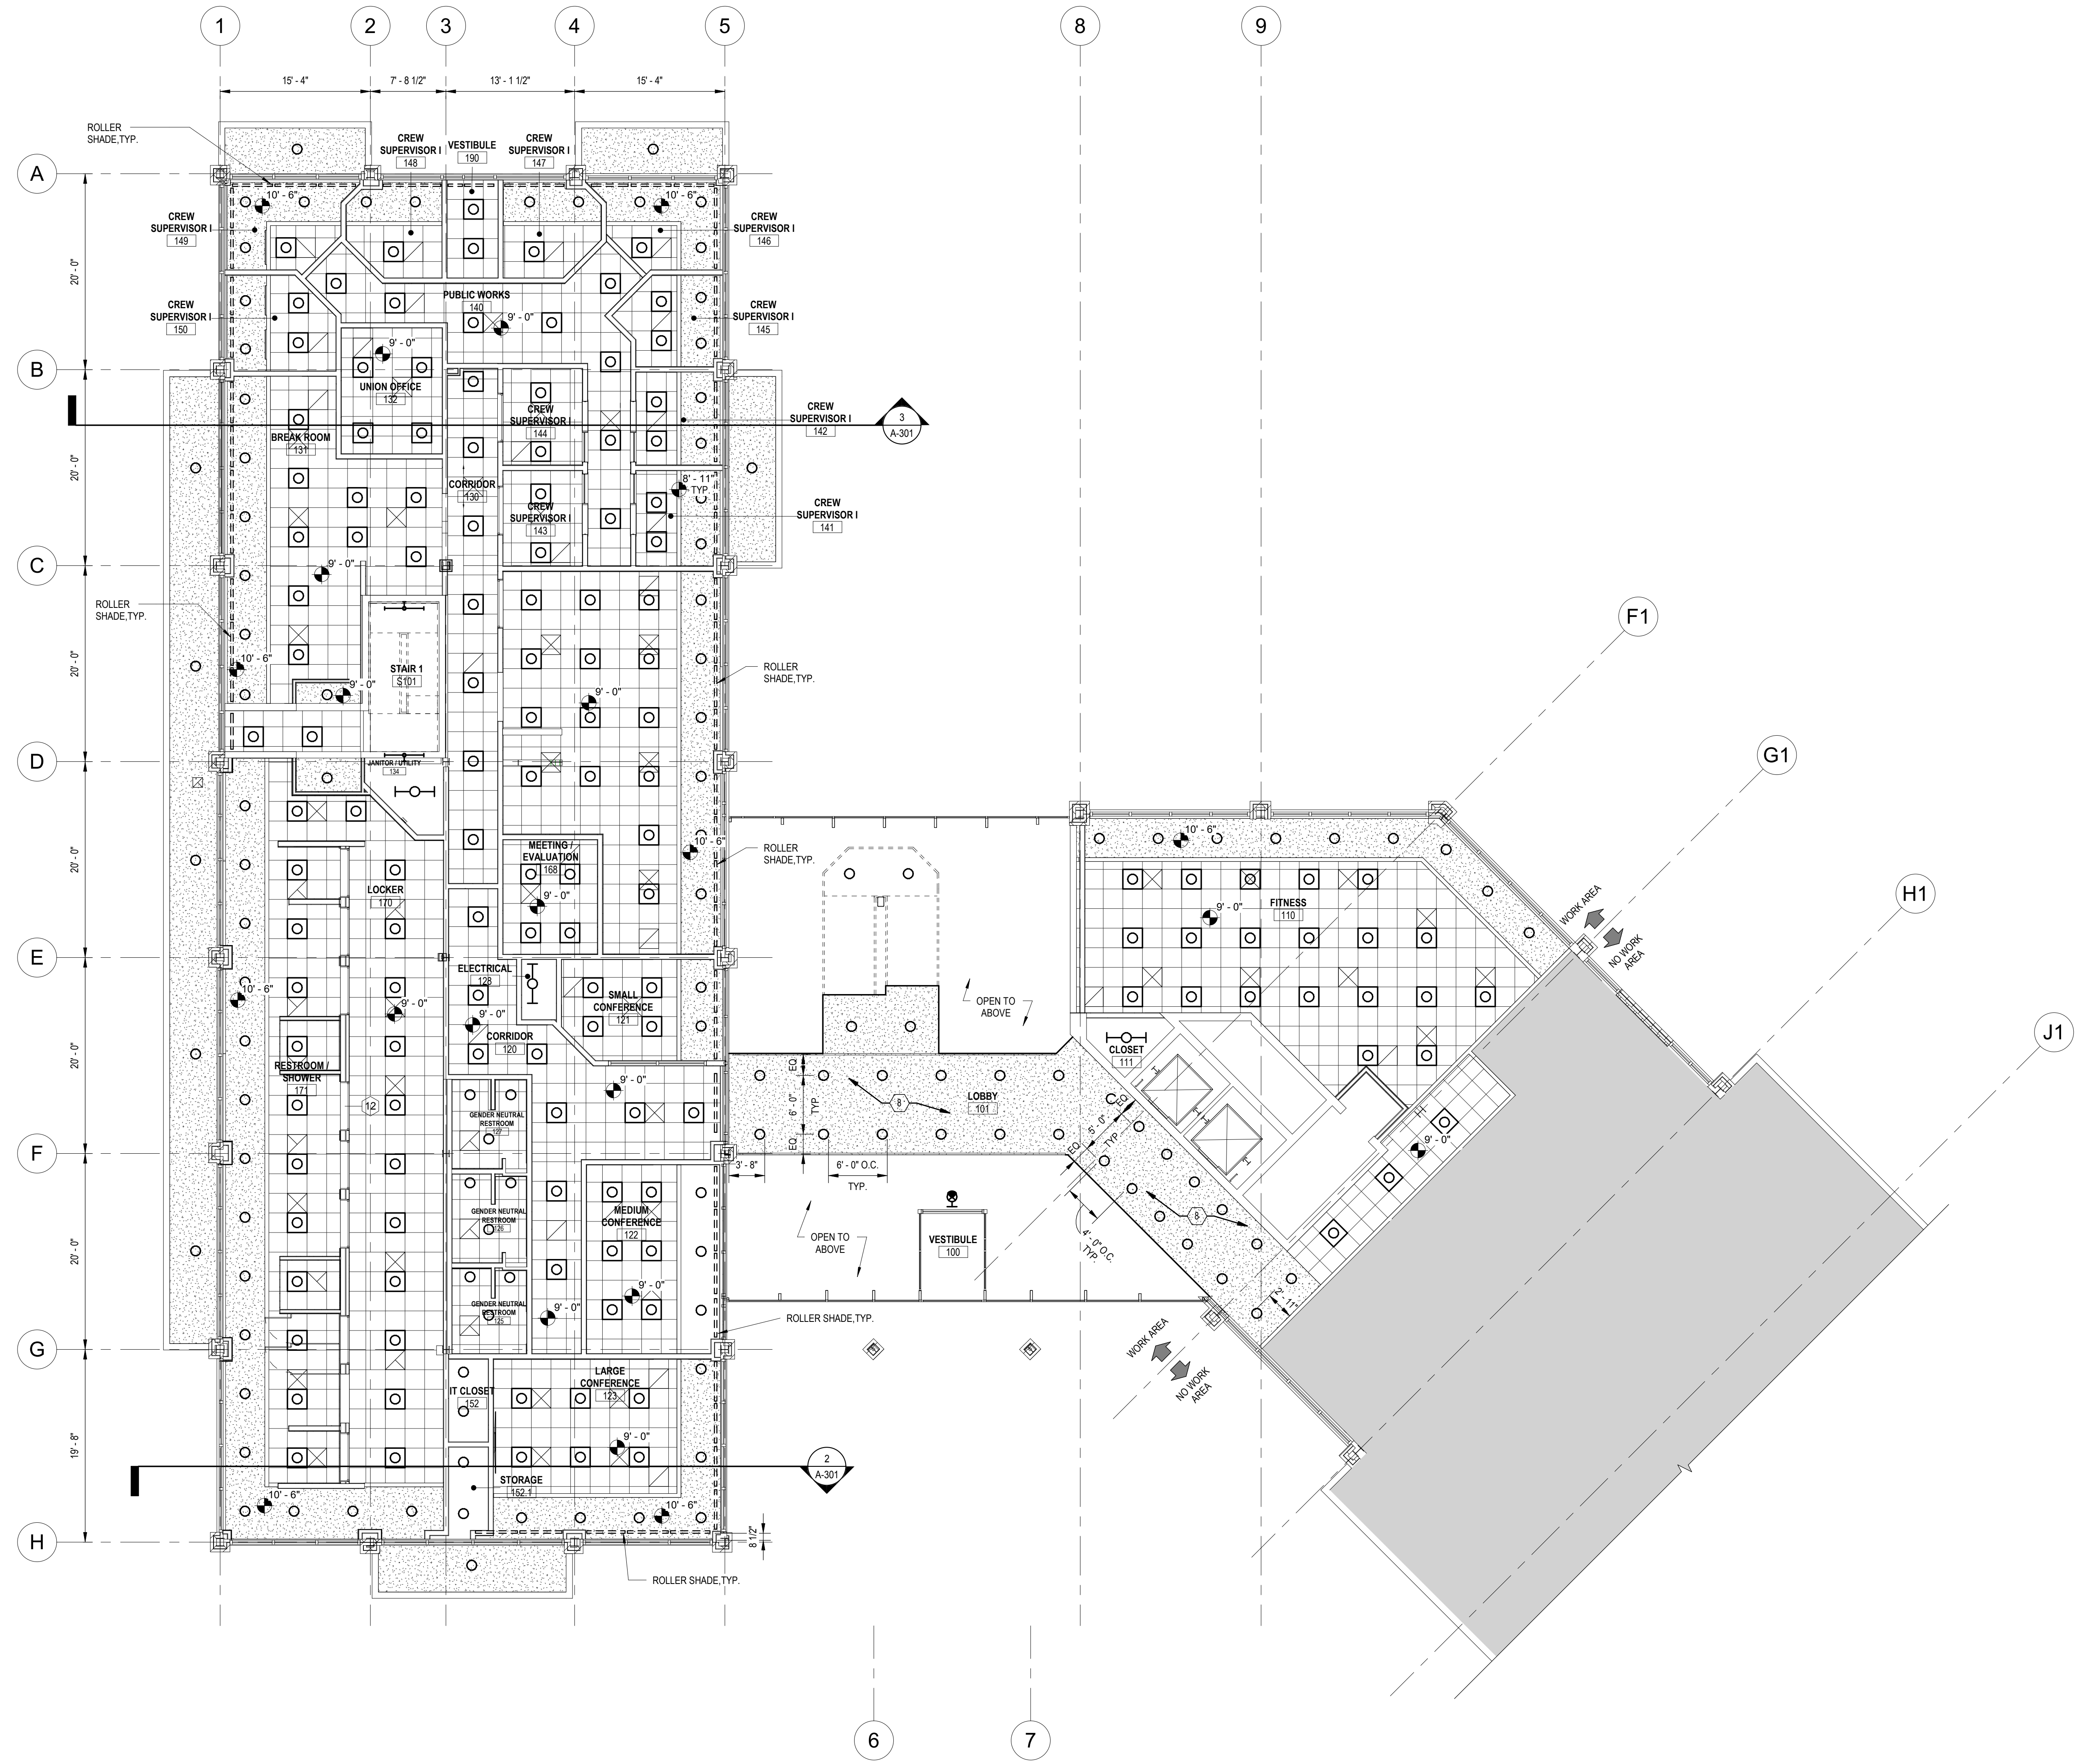 1
2
3
4
5
8
9
15' - 4"
7' - 8 1/2"
13' - 1 1/2"
15' - 4"
ROLLER
SHADE,TYP.
CREW
SUPERVISOR I
148
VESTIBULE
190
CREW
SUPERVISOR I
147
A
10' - 6"
10' - 6"
CREW
SUPERVISOR I
149
CREW
SUPERVISOR I
146
20' - 0"
PUBLIC WORKS
140
9' - 0"
CREW
SUPERVISOR I
150
CREW
SUPERVISOR I
145
9' - 0"
B
UNION OFFICE
132
CREW
SUPERVISOR I
144
CREW
SUPERVISOR I
142
3
A-301
BREAK ROOM
131
20' - 0"
CORRIDOR
130
8' - 11"
TYP.
CREW
SUPERVISOR I
143
CREW
SUPERVISOR I
141
C
9' - 0"
ROLLER
SHADE,TYP.
F1
20' - 0"
10' - 6"
STAIR 1
S101
9' - 0"
9' - 0"
ROLLER
SHADE,TYP.
D
JANITOR / UTILITY
134
G1
20' - 0"
MEETING /
EVALUATION
168
9' - 0"
10' - 6"
ROLLER
SHADE,TYP.
10' - 6"
LOCKER
170
FITNESS
110
9' - 0"
WORK AREA
NO WORK
AREA
H1
E
ELECTRICAL
128
10' - 6"
9' - 0"
9' - 0"
SMALL
CONFERENCE
121
OPEN TO
ABOVE
20' - 0"
CORRIDOR
120
CLOSET
111
J1
RESTROOM /
SHOWER
171
12
9' - 0"
EQ
6' - 0"
TYP
EQ
8
LOBBY
101
EQ
5' - 0"
TYP
EQ
GENDER NEUTRAL
RESTROOM
127
9' - 0"
F
3' - 8"
6' - 0" O.C.
TYP.
GENDER NEUTRAL
RESTROOM
126
MEDIUM
CONFERENCE
122
8
4' - 0" O.C.
TYP.
20' - 0"
OPEN TO
ABOVE
VESTIBULE
100
2' - 11"
9' - 0"
GENDER NEUTRAL
RESTROOM
125
9' - 0"
ROLLER SHADE,TYP.
G
WORK AREA
NO WORK
AREA
IT CLOSET
152
LARGE
CONFERENCE
123
19' - 8"
9' - 0"
2
A-301
STORAGE
152.1
10' - 6"
10' - 6"
H
8 1/2"
ROLLER SHADE,TYP.
6
7